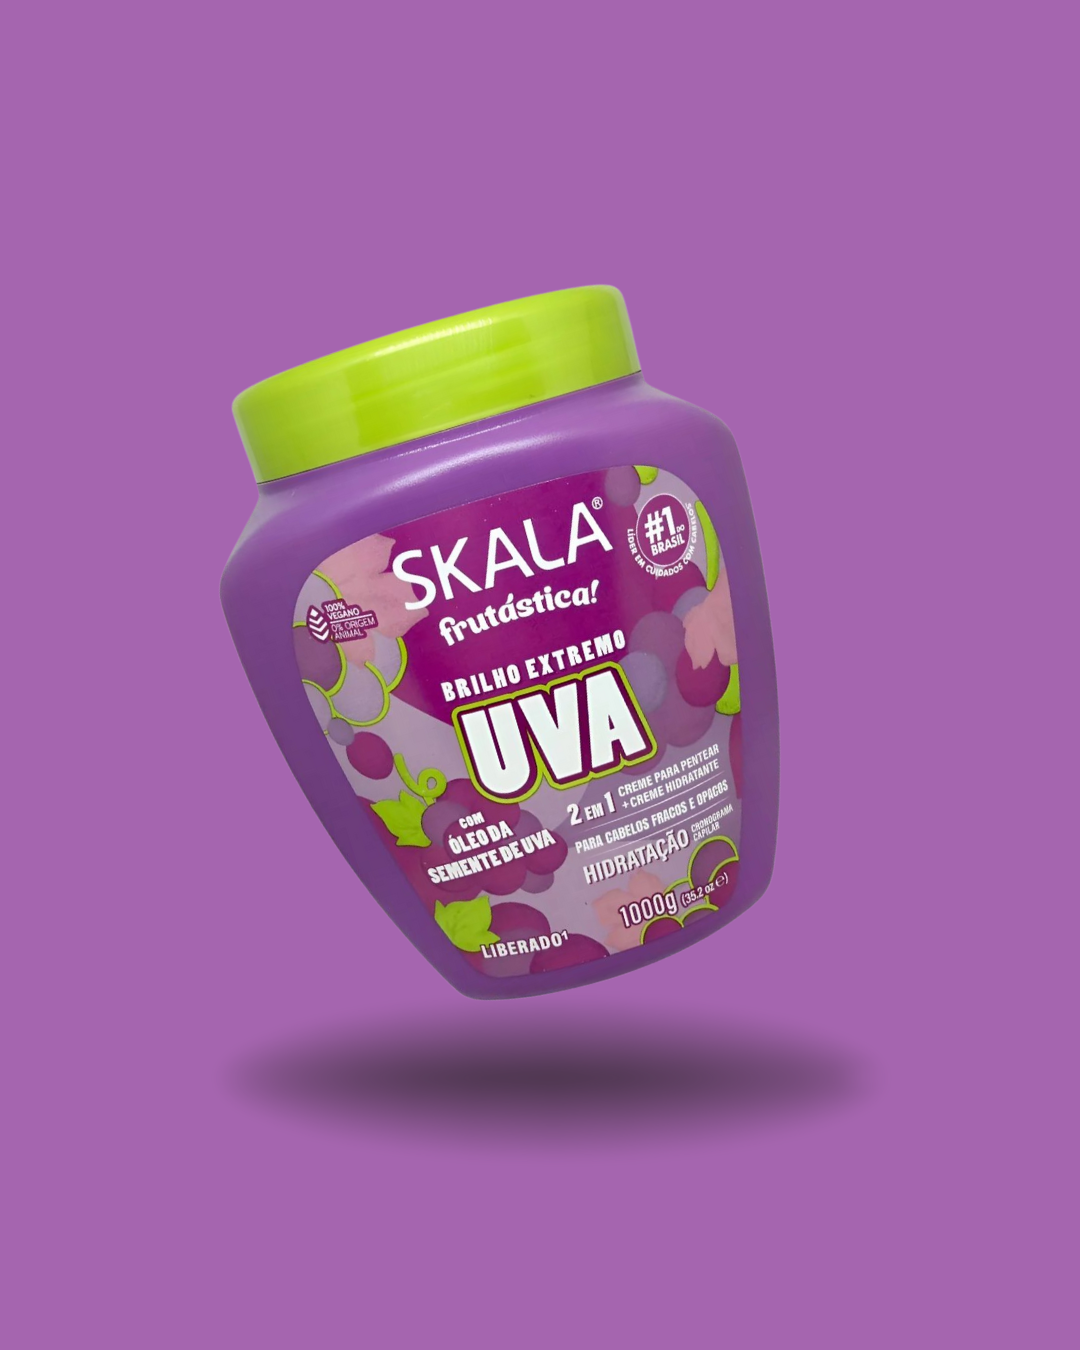 SKALA®
frutástica!
#1 DO
BRASIL
LÍDER EM CUIDADOS COM CABELOS
100%
VEGANO
0% ORIGEM
ANIMAL
BRILHO EXTREMO
UVA
2 EM 1
CREME PARA PENTEAR
+CREME HIDRATANTE
PARA CABELOS FRACOS E OPACOS
COM
ÓLEO DA
SEMENTE DE UVA
HIDRATAÇÃO
CRONOGRAMA
CAPILAR
1000g (35.2 oz ℮)
LIBERADO¹